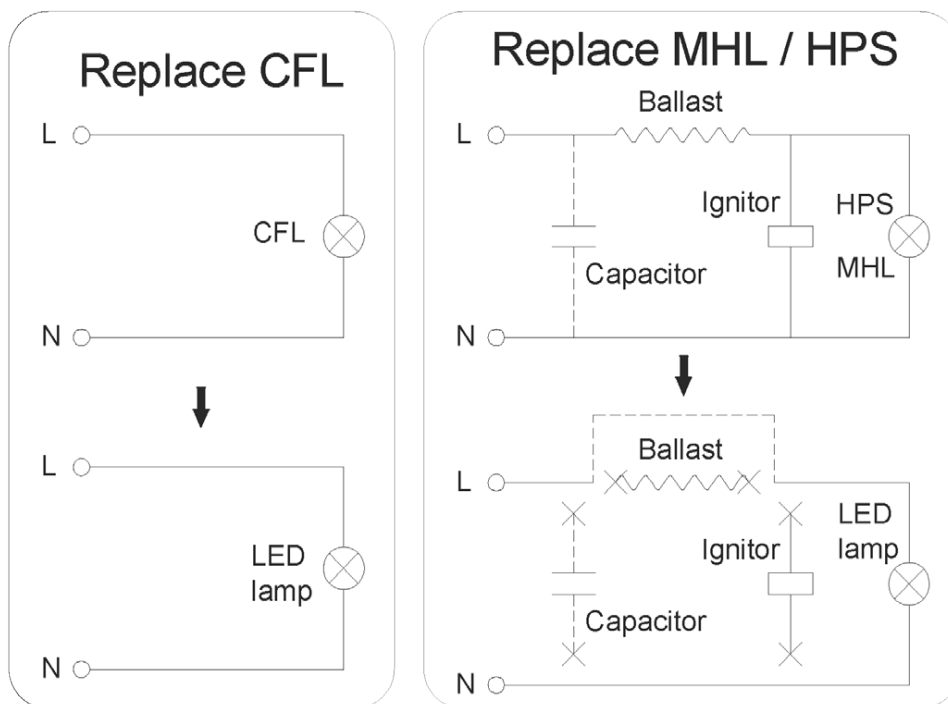 Replace CFL
L
CFL
N
L
LED
lamp
N
Replace MHL / HPS
Ballast
L
Ignitor
HPS
MHL
Capacitor
N
Ballast
L
LED
lamp
Ignitor
Capacitor
N